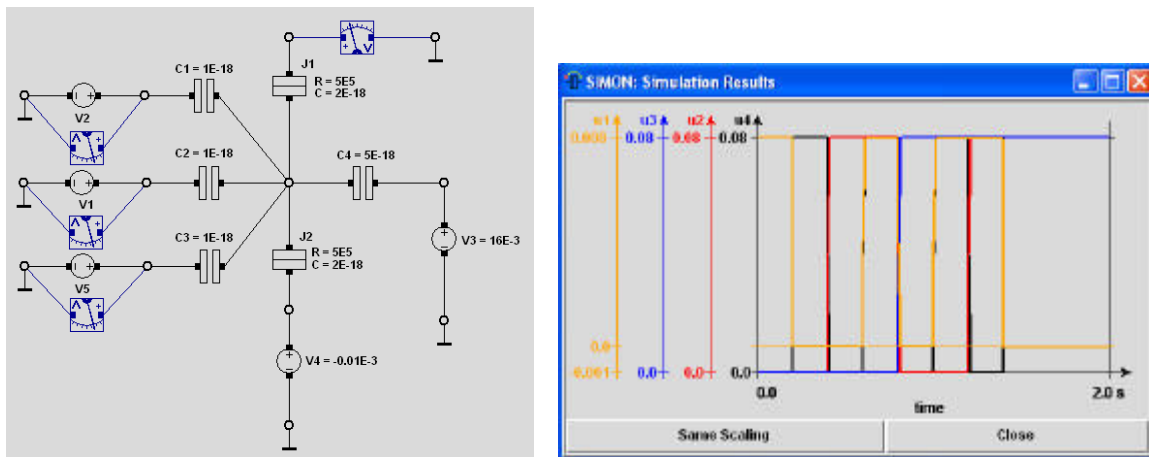 J1
R = 5E5
C = 2E-18
C1 = 1E-18
V2
C2 = 1E-18
C4 = 5E-18
V1
C3 = 1E-18
J2
R = 5E5
C = 2E-18
V3 = 16E-3
V5
V4 = -0.01E-3
SIMON: Simulation Results
u1 u3 u2 u4
0.08 0.08 0.08
0.0
0.001 0.0 0.0 0.0
0.0 2.0 s
time
Same Scaling Close